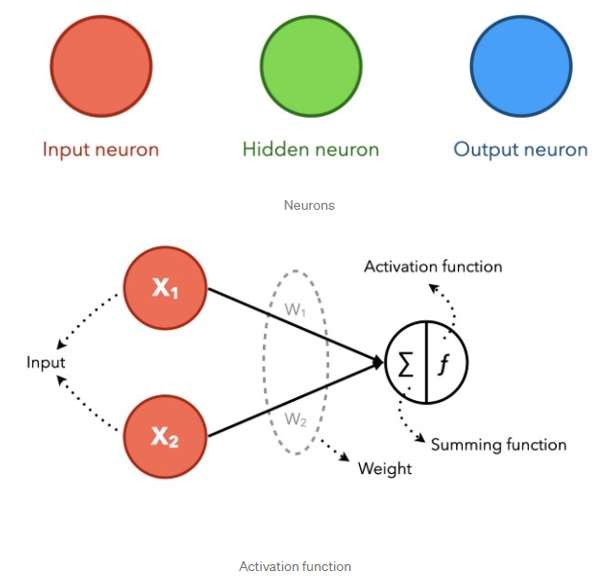 Input neuron
Hidden neuron
Output neuron
Neurons
Activation function
X₁
W₁
Input
∑
f
W₂
X₂
Summing function
Weight
Activation function